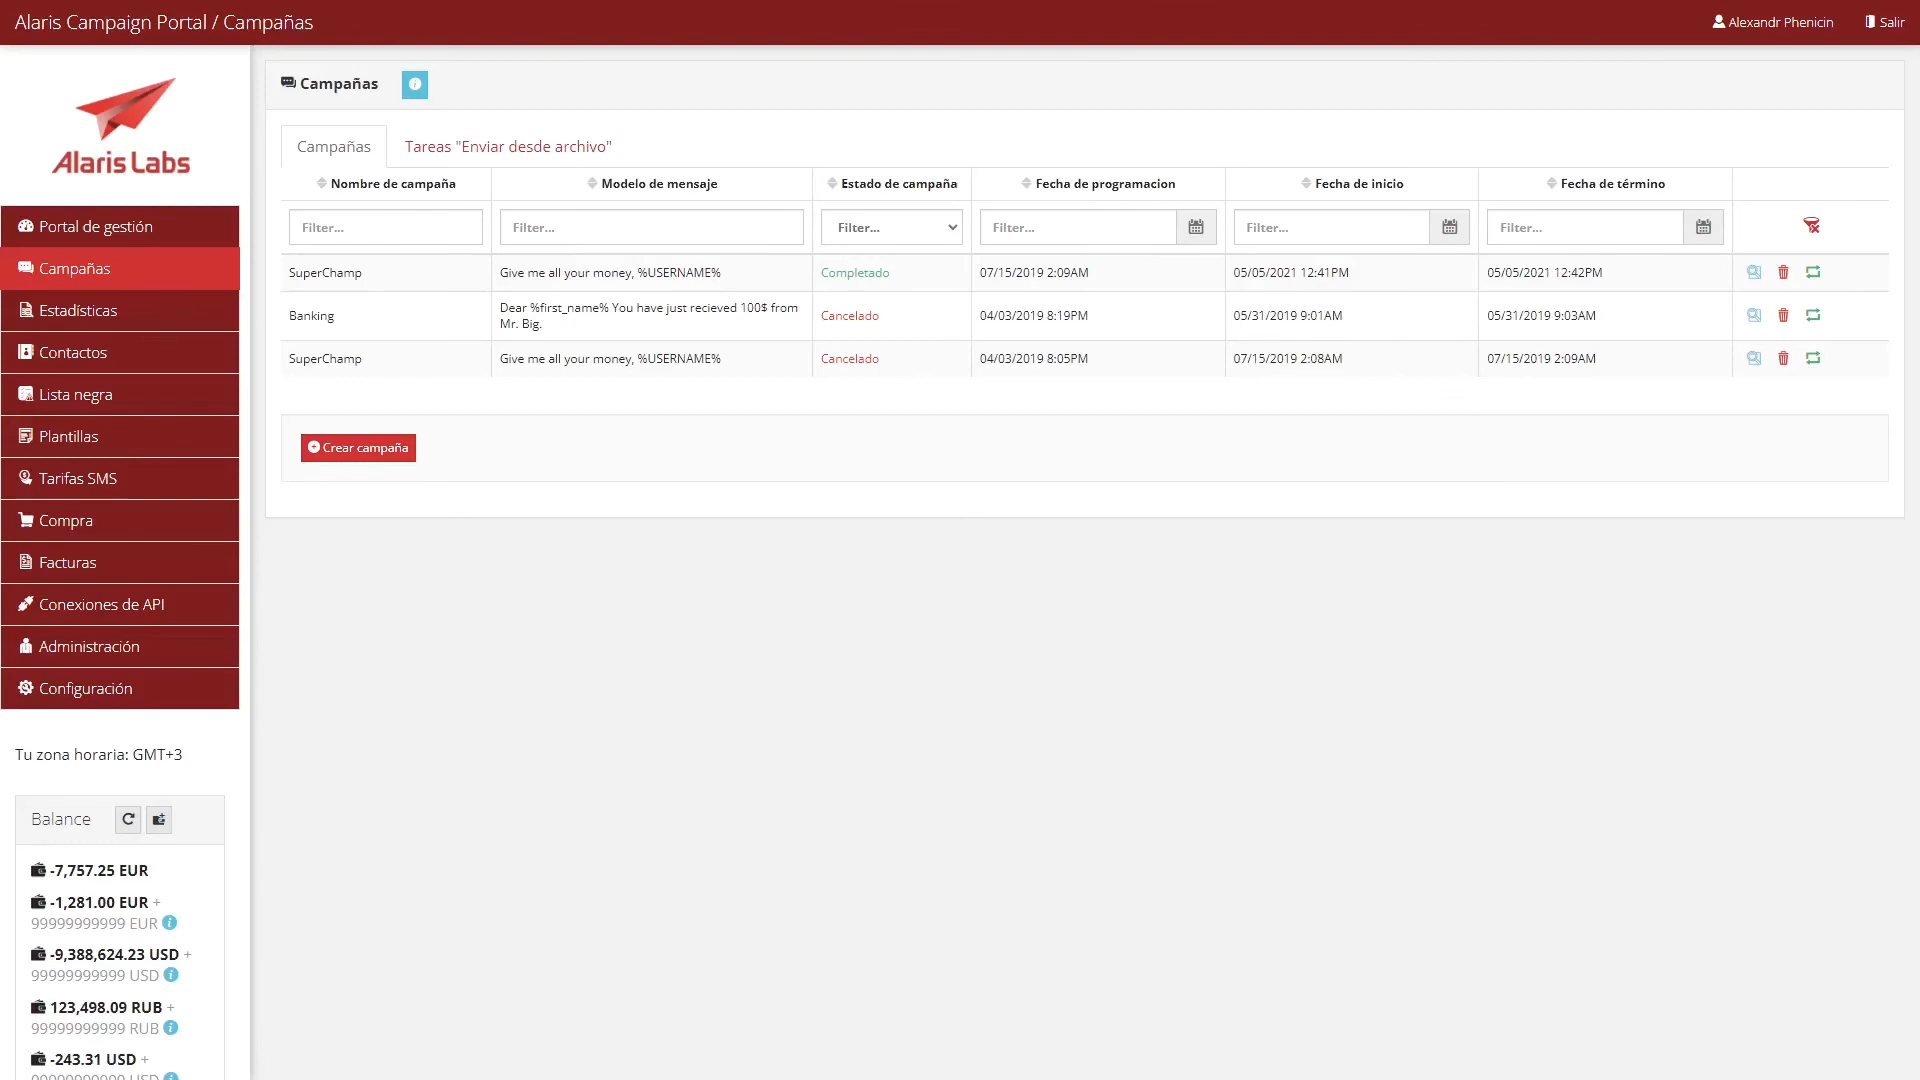 Alaris Campaign Portal / Campañas
Alexandr Phenicin
Salir
Alaris Labs
Portal de gestión
Campañas
Estadísticas
Contactos
Lista negra
Plantillas
Tarifas SMS
Compra
Facturas
Conexiones de API
Administración
Configuración
Tu zona horaria: GMT+3
Balance
-7,757.25 EUR
-1,281.00 EUR +
99999999999 EUR
-9,388,624.23 USD +
99999999999 USD
123,498.09 RUB +
99999999999 RUB
-243.31 USD +
99999999999 USD
Campañas
Campañas
Tareas "Enviar desde archivo"
Nombre de campaña
Modelo de mensaje
Estado de campaña
Fecha de programacion
Fecha de inicio
Fecha de término
Filter...
Filter...
Filter...
Filter...
Filter...
Filter...
SuperChamp
Give me all your money, %USERNAME%
Completado
07/15/2019 2:09AM
05/05/2021 12:41PM
05/05/2021 12:42PM
Banking
Dear %first_name% You have just recieved 100$ from
Mr. Big.
Cancelado
04/03/2019 8:19PM
05/31/2019 9:01AM
05/31/2019 9:03AM
SuperChamp
Give me all your money, %USERNAME%
Cancelado
04/03/2019 8:05PM
07/15/2019 2:08AM
07/15/2019 2:09AM
Crear campaña